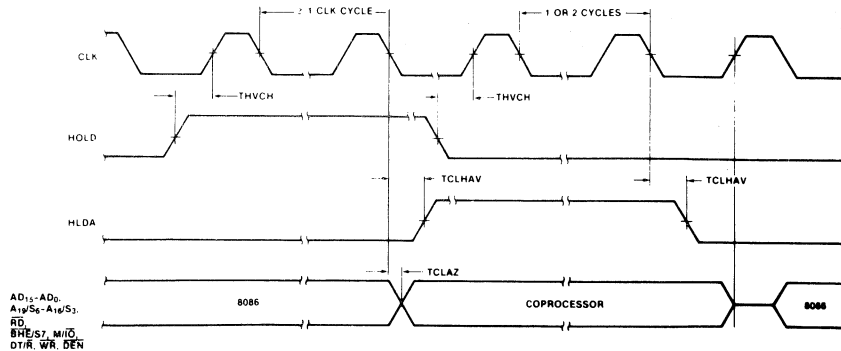 ≥ 1 CLK CYCLE
1 OR 2 CYCLES
CLK
THVCH
THVCH
HOLD
TCLHAV
TCLHAV
HLDA
TCLAZ
AD15-AD0,
A19/S6-A16/S3,
RD,
BHE/S7, M/IO,
DT/R, WR, DEN
8086
COPROCESSOR
8086